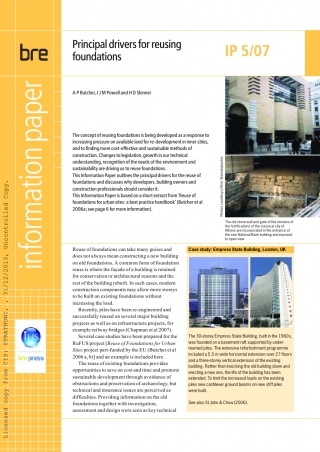 bre
Principal drivers for reusing
foundations
IP 5/07
A P Butcher, J J M Powell and H D Skinner
information paper
The concept of reusing foundations is being developed as a response to
increasing pressure on available land for re-development in inner cities,
and to finding more cost-effective and sustainable methods of
construction. Changes to legislation, growth in our technical
understanding, recognition of the needs of the environment and
sustainability are driving us to reuse foundations.
This Information Paper outlines the principal drivers for the reuse of
foundations and discusses why developers, building owners and
construction professionals should consider it.
This Information Paper is based on a short extract from 'Reuse of
foundations for urban sites: a best practice handbook' (Butcher et al
2006a; see page 6 for more information).
The old stone wall and gate of the remains of
the fortifications of the classical city of
Athens are incorporated in the entrance of
the new National Bank building and exposed
to open view
Reuse of foundations can take many guises and
does not always mean constructing a new building
on old foundations. A common form of foundation
reuse is where the façade of a building is retained
for conservation or architectural reasons and the
rest of the building rebuilt. In such cases, modern
construction components may allow more storeys
to be built on existing foundations without
increasing the load.
Recently, piles have been re-engineered and
successfully reused on several major building
projects as well as on infrastructure projects, for
example railway bridges (Chapman et al 2007).
Several case studies have been prepared for the
RuFUS project [Reuse of Foundations for Urban
Sites project part-funded by the EU (Butcher et al
2006 a, b)] and an example is included here.
The reuse of existing foundations provides
opportunities to save on cost and time and promote
sustainable development through avoidance of
obstructions and preservation of archaeology, but
technical and insurance issues are perceived as
difficulties. Providing information on the old
foundations together with investigation,
assessment and design were seen as key technical
Case study: Empress State Building, London, UK
The 30-storey Empress State Building, built in the 1960s,
was founded on a basement raft supported by under-
reamed piles. The extensive refurbishment programme
included a 5.5 m wide horizontal extension over 27 floors
and a three-storey vertical extension of the existing
building. Rather than knocking the old building down and
erecting a new one, the life of the building has been
extended. To limit the increased loads on the existing
piles new cantilever ground beams on new stiff piles
were built.
See also St John & Chow (2006).
ihs
bre press
Licensed copy from CIS: STRATHUNI, , 31/12/2013, Uncontrolled Copy.